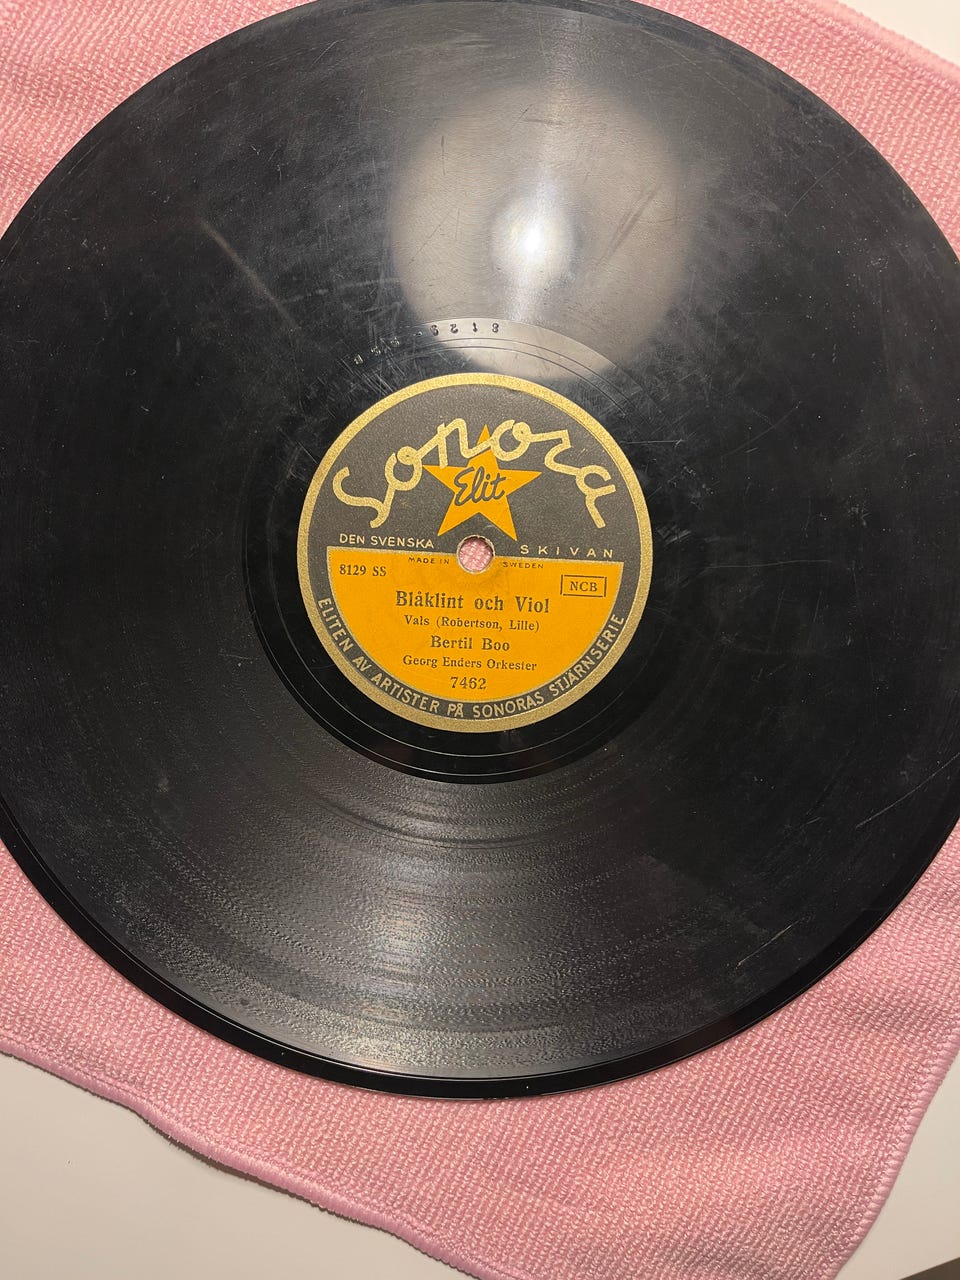 Sonora
Elit
DEN SVENSKA SKIVAN
MADE IN SWEDEN
8129 SS
NCB
Blåklint och Viol
Vals (Robertson, Lille)
Bertil Boo
Georg Enders Orkester
7462
ELITEN AV ARTISTER PÅ SONORAS STJÄRNSERIE
8129